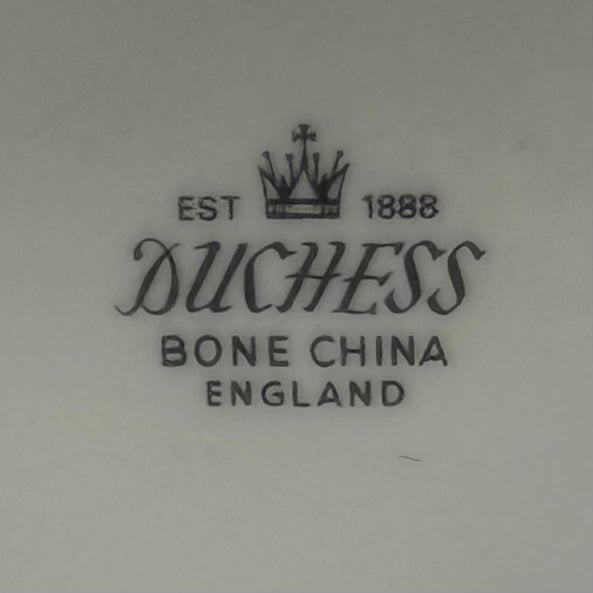 EST 1888
DUCHESS
BONE CHINA
ENGLAND